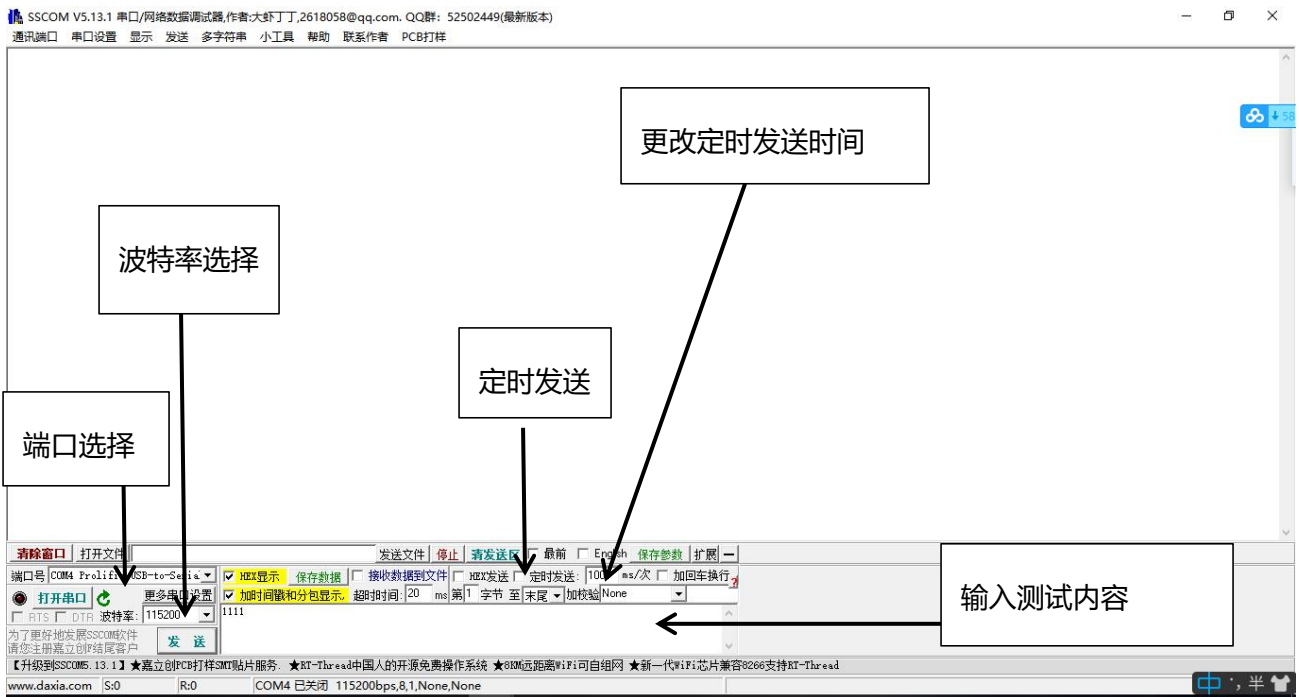 SSCOM V5.13.1 串口/网络数据调试器,作者:大虾丁丁,2618058@qq.com. QQ群: 52502449(最新版本)
通讯端口 串口设置 显示 发送 多字符串 小工具 帮助 联系作者 PCB打样
更改定时发送时间
58
波特率选择
定时发送
端口选择
清除窗口 打开文件 发送文件 停止 清发送区 最前 English 保存参数 扩展 —
端口号 COM4 Prolific USB-to-Seria HEX显示 保存数据 接收数据到文件 HEX发送 定时发送: 100 ms/次 加回车换行 ?
打开串口 更多串口设置 加时间戳和分包显示, 超时时间: 20 ms 第 1 字节 至 末尾 加校验 None
RTS DTR 波特率: 115200 1111
输入测试内容
为了更好地发展SSCOM软件
请您注册嘉立创F结尾客户
发 送
【升级到SSCOM5.13.1】★嘉立创PCB打样SMT贴片服务. ★RT-Thread中国人的开源免费操作系统 ★8KM远距离WiFi可自组网 ★新一代WiFi芯片兼容8266支持RT-Thread
www.daxia.com S:0 R:0 COM4 已关闭 115200bps,8,1,None,None
中 半